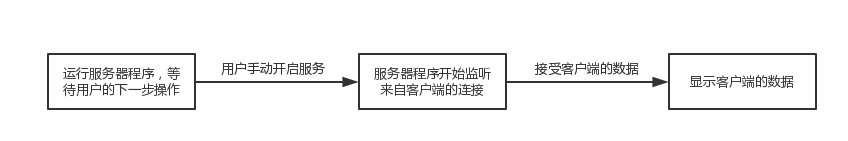 运行服务器程序，等
待用户的下一步操作
用户手动开启服务
服务器程序开始监听
来自客户端的连接
接受客户端的数据
显示客户端的数据